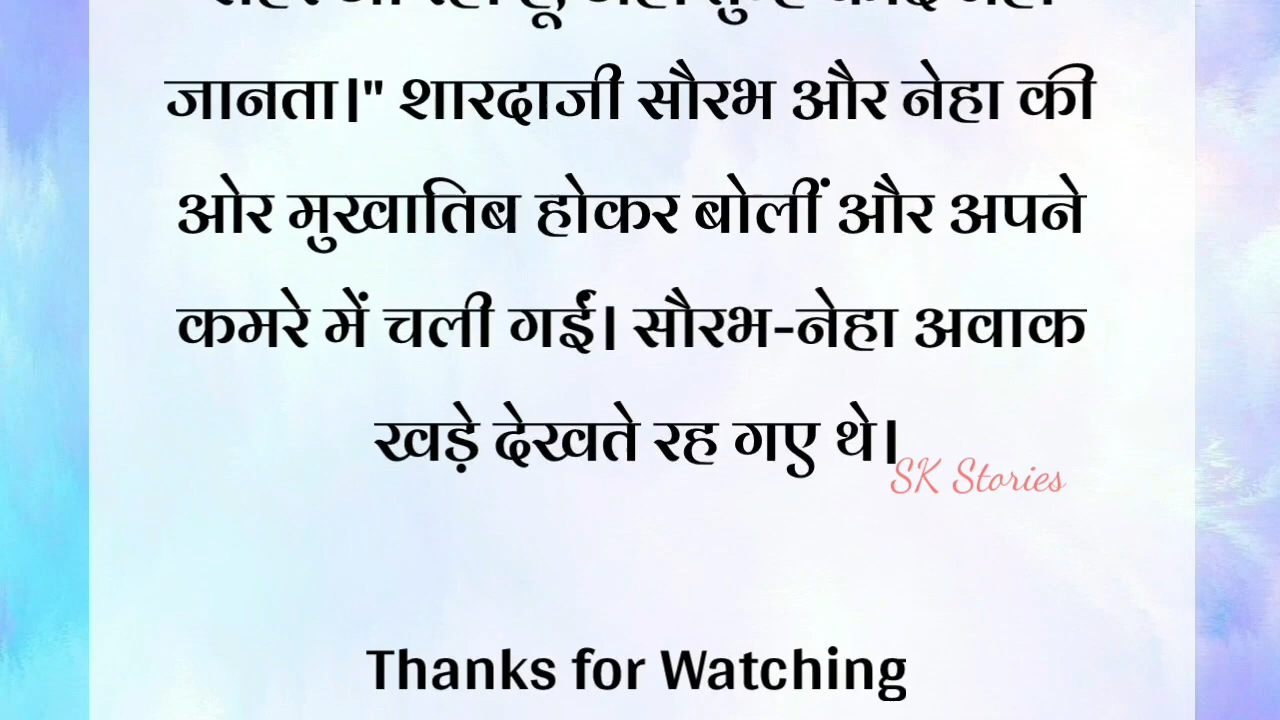 जानता।" शारदाजी सौरभ और नेहा की
ओर मुखातिब होकर बोलीं और अपने
कमरे में चली गईं। सौरभ-नेहा अवाक
खड़े देखते रह गए थे।
SK Stories
Thanks for Watching